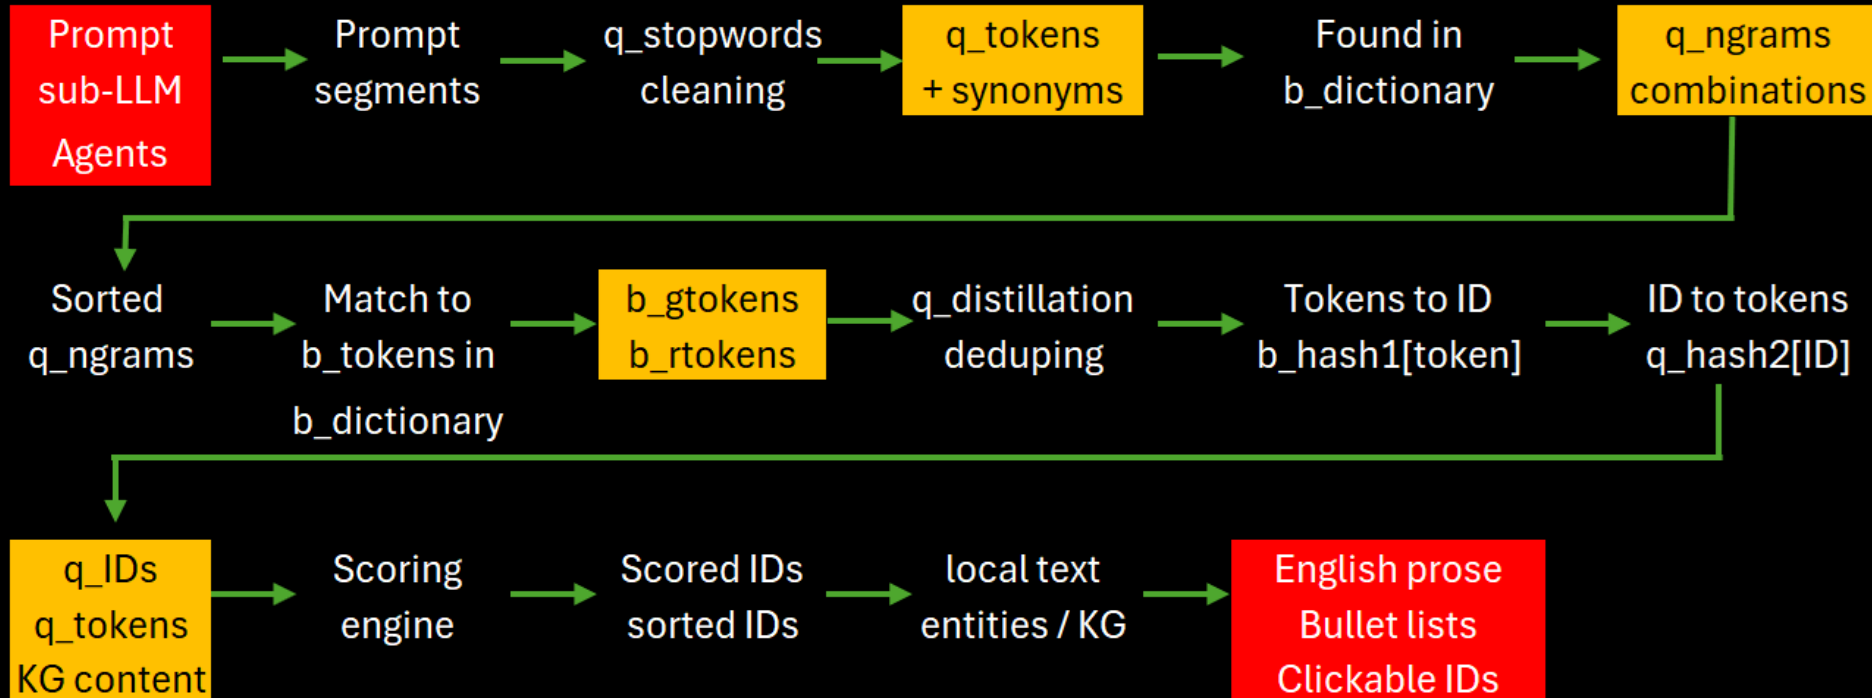 Prompt
sub-LLM
Agents
Prompt
segments
q_stopwords
cleaning
q_tokens
+ synonyms
Found in
b_dictionary
q_ngrams
combinations
Sorted
q_ngrams
Match to
b_tokens in
b_dictionary
b_gtokens
b_rtokens
q_distillation
deduping
Tokens to ID
b_hash1[token]
ID to tokens
q_hash2[ID]
q_IDs
q_tokens
KG content
Scoring
engine
Scored IDs
sorted IDs
local text
entities / KG
English prose
Bullet lists
Clickable IDs